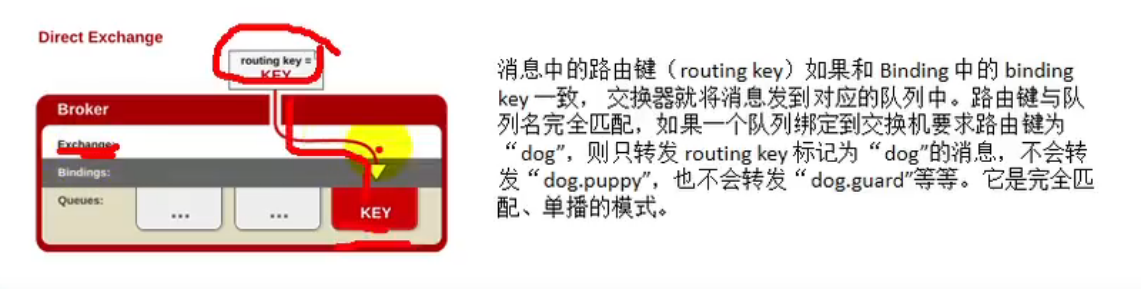 Direct Exchange
routing key =
KEY
Broker
Exchange:
Bindings:
Queues:
...
...
KEY
消息中的路由键（routing key）如果和 Binding 中的 binding
key 一致， 交换器就将消息发到对应的队列中。路由键与队
列名完全匹配，如果一个队列绑定到交换机要求路由键为
“dog”，则只转发 routing key 标记为“dog”的消息，不会转
发“dog.puppy”，也不会转发“dog.guard”等等。它是完全匹
配、单播的模式。